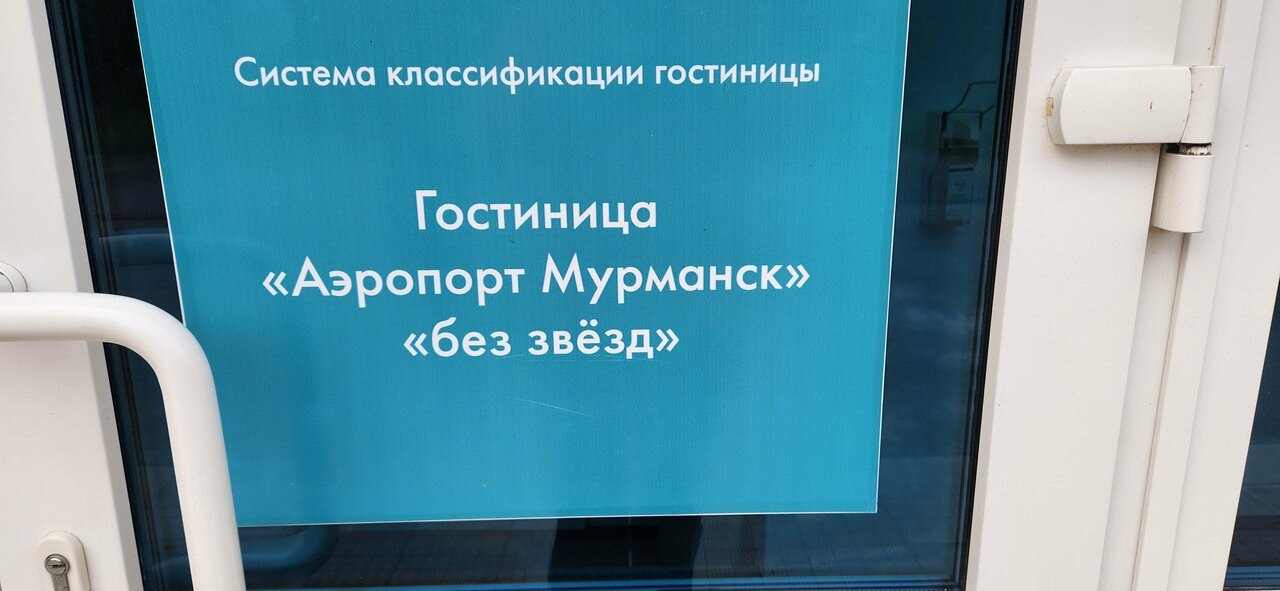 Система классификации гостиницы
Гостиница
«Аэропорт Мурманск»
«без звёзд»